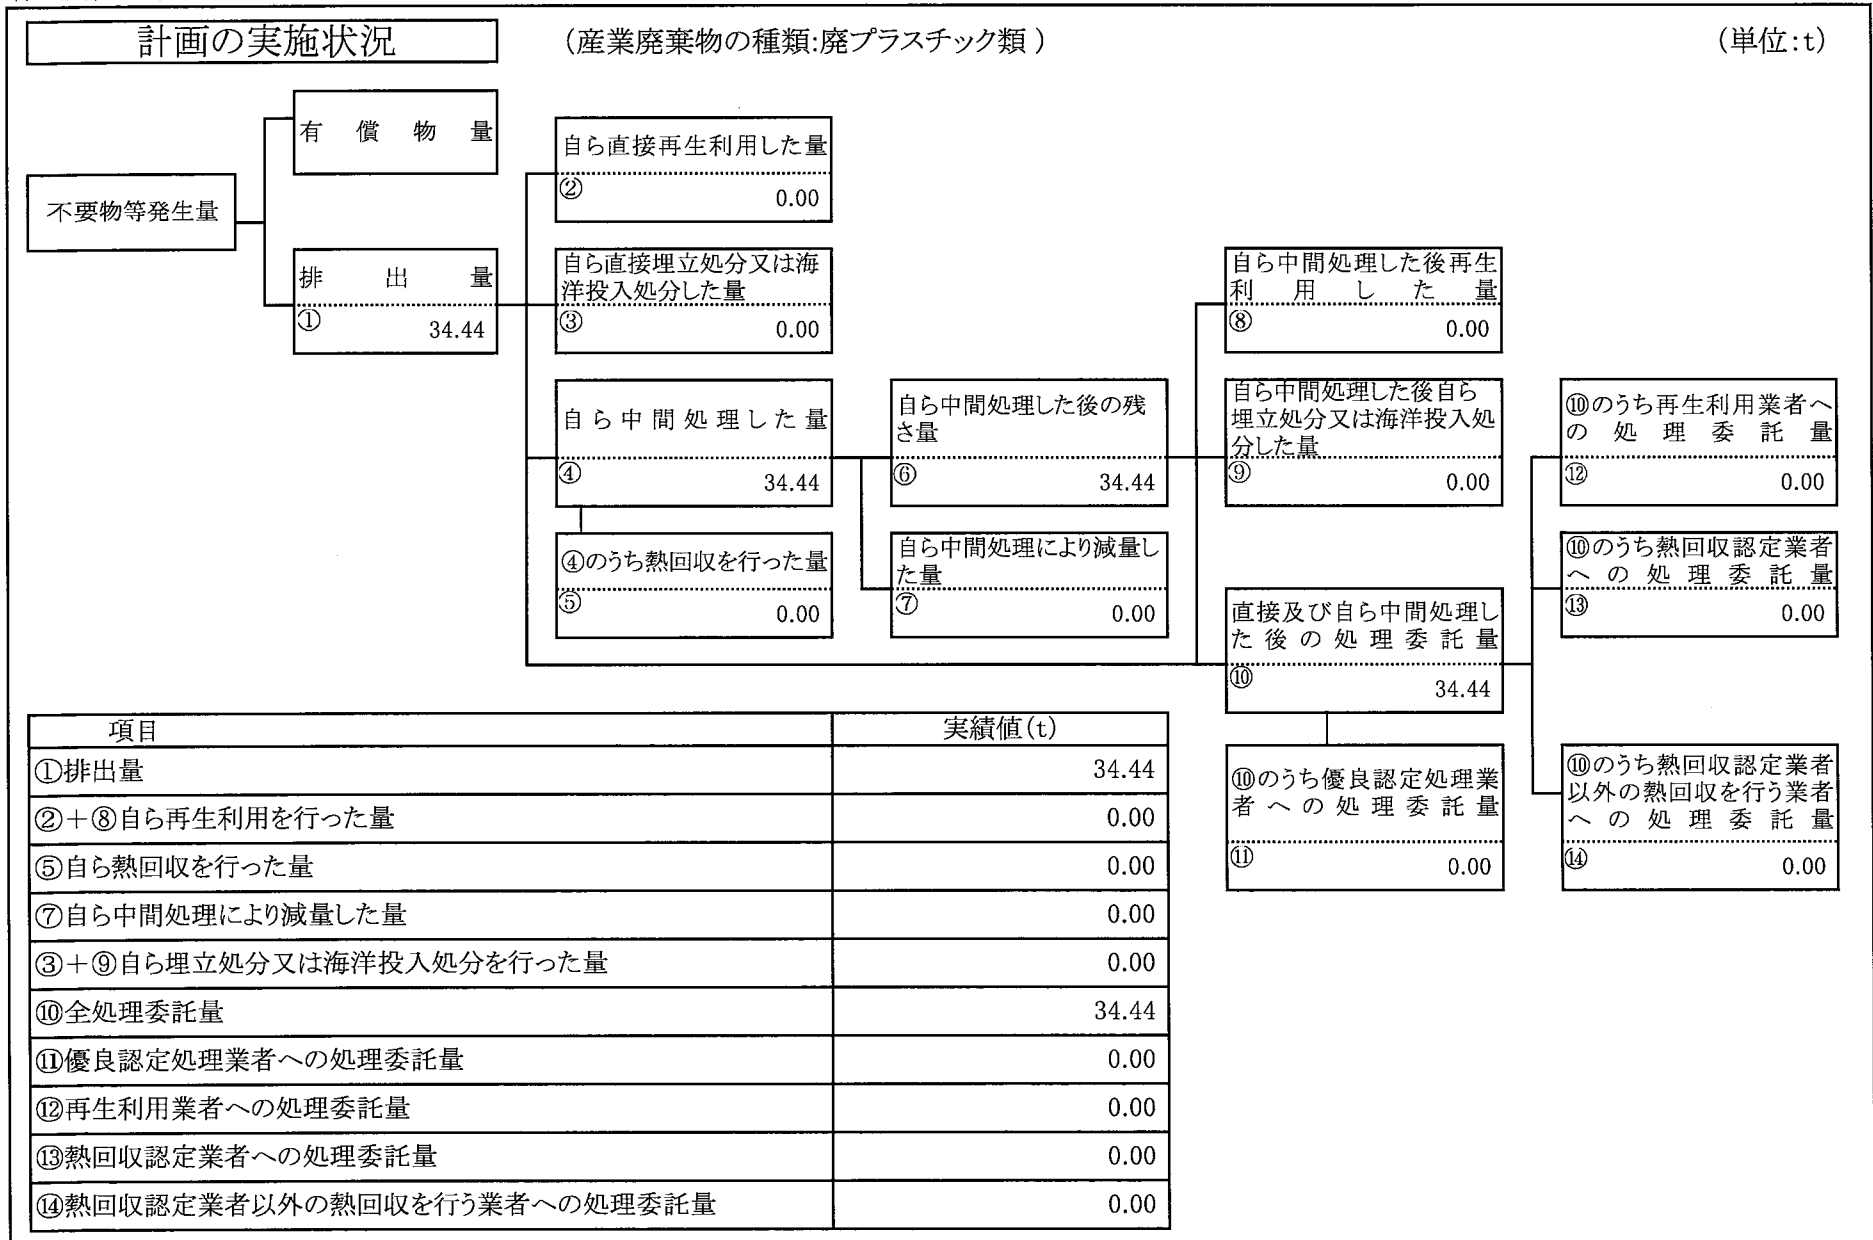 計画の実施状況
(産業廃棄物の種類:廃プラスチック類 )
(単位:t)
有償物量
不要物等発生量
排出量
① 34.44
自ら直接再生利用した量
② 0.00
自ら直接埋立処分又は海
洋投入処分した量
③ 0.00
自ら中間処理した量
④ 34.44
④のうち熱回収を行った量
⑤ 0.00
自ら中間処理した後の残
さ量
⑥ 34.44
自ら中間処理により減量し
た量
⑦ 0.00
自ら中間処理した後再生
利用した量
⑧ 0.00
自ら中間処理した後自ら
埋立処分又は海洋投入処
分した量
⑨ 0.00
直接及び自ら中間処理し
た後の処理委託量
⑩ 34.44
⑩のうち優良認定処理業
者への処理委託量
⑪ 0.00
⑩のうち再生利用業者へ
の処理委託量
⑫ 0.00
⑩のうち熱回収認定業者
への処理委託量
⑬ 0.00
⑩のうち熱回収認定業者
以外の熱回収を行う業者
への処理委託量
⑭ 0.00
項目 実績値(t)
①排出量 34.44
②+⑧自ら再生利用を行った量 0.00
⑤自ら熱回収を行った量 0.00
⑦自ら中間処理により減量した量 0.00
③+⑨自ら埋立処分又は海洋投入処分を行った量 0.00
⑩全処理委託量 34.44
⑪優良認定処理業者への処理委託量 0.00
⑫再生利用業者への処理委託量 0.00
⑬熱回収認定業者への処理委託量 0.00
⑭熱回収認定業者以外の熱回収を行う業者への処理委託量 0.00